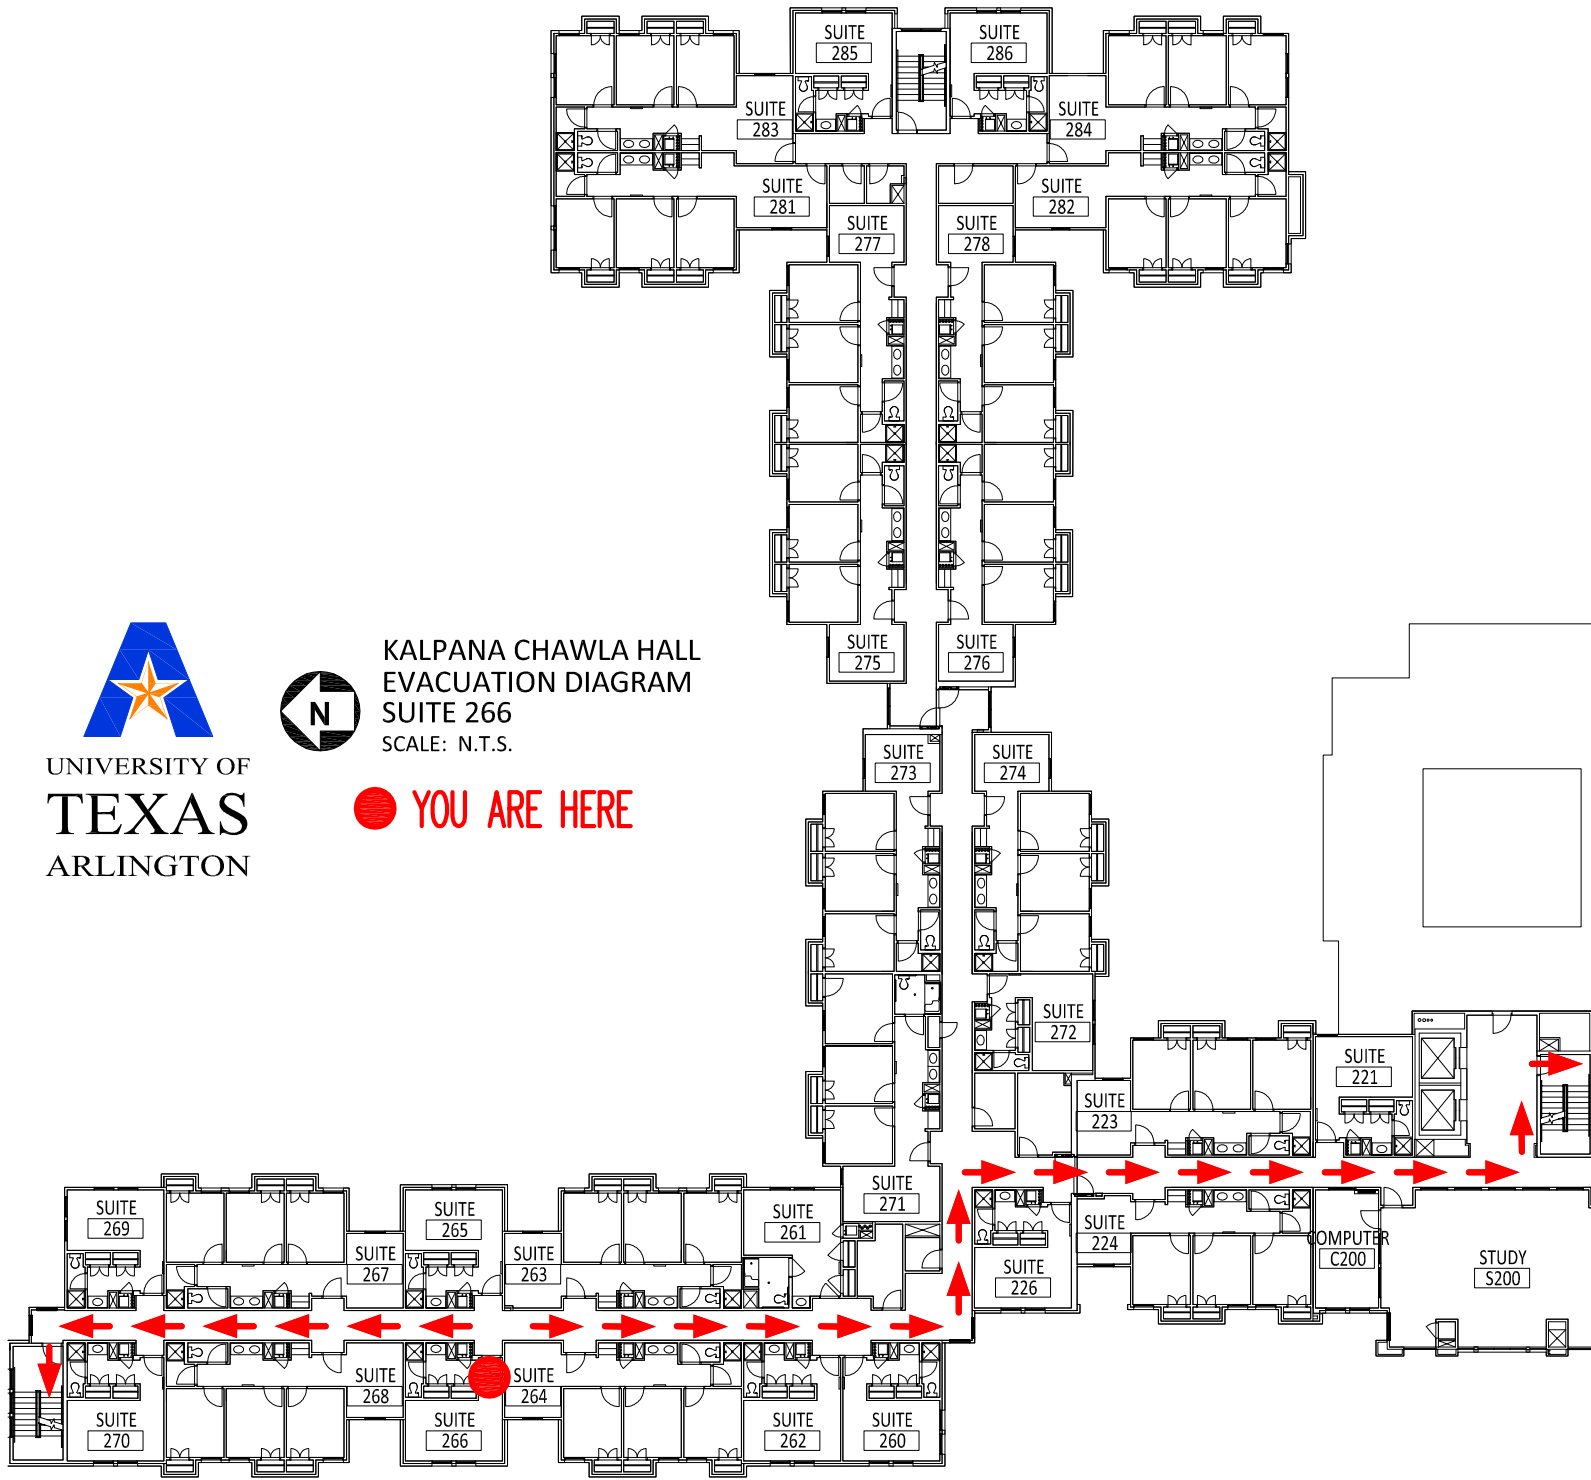 SUITE
285
SUITE
286
SUITE
283
SUITE
284
SUITE
281
SUITE
282
SUITE
277
SUITE
278
SUITE
275
SUITE
276
UNIVERSITY OF
TEXAS
ARLINGTON
N
KALPANA CHAWLA HALL
EVACUATION DIAGRAM
SUITE 266
SCALE: N.T.S.
YOU ARE HERE
SUITE
273
SUITE
274
SUITE
272
SUITE
221
SUITE
223
SUITE
271
SUITE
269
SUITE
265
SUITE
261
SUITE
267
SUITE
263
SUITE
224
SUITE
226
COMPUTER
C200
STUDY
S200
SUITE
268
SUITE
264
SUITE
270
SUITE
266
SUITE
262
SUITE
260